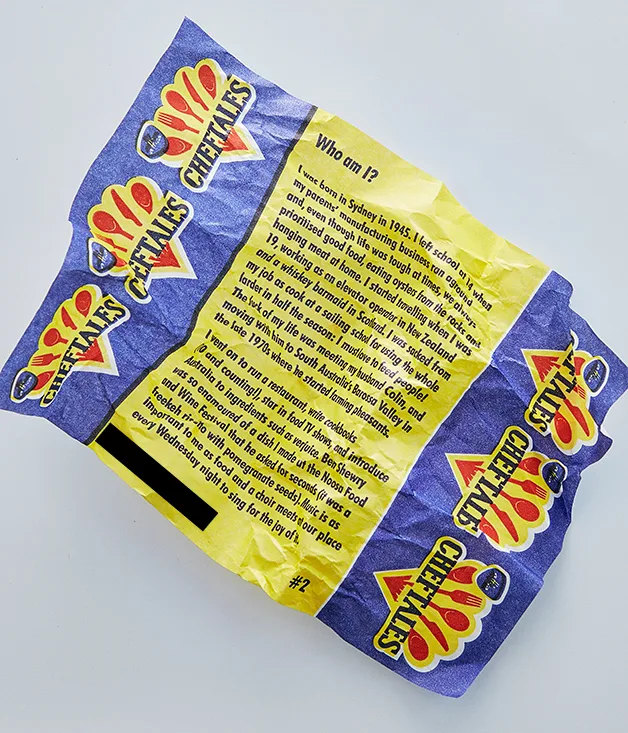 CHEFTALES
CHEFTALES
CHEFTALES
Who am I?
I was born in Sydney in 1945. I left school at 14 when
my parents' manufacturing business ran aground
and, even though life was tough at times, we always
prioritised good food, eating oysters from the rocks and
hanging meat at home. I started travelling when I was
19, working as an elevator operator in New Zealand
and a whiskey barmaid in Scotland. I was sacked from
my job as cook at a sailing school for using the whole
larder in half the season – I must love to feed people!
The luck of my life was meeting my husband Colin, and
moving with him to South Australia's Barossa Valley in
the late 1970s where he started farming pheasants.
I went on to run a restaurant, write cookbooks
(10 and counting!), star in food TV shows, and introduce
Australia to ingredients such as verjuice. Ben Shewry
was so enamoured of a dish I made at the Noosa Food
and Wine Festival that he asked for seconds (it was a
freekeh with pomegranate seeds). Music is as
important to me as food, and a choir meets at our place
every Wednesday night to sing for the joy of it.
#2
CHEFTALES
CHEFTALES
CHEFTALES